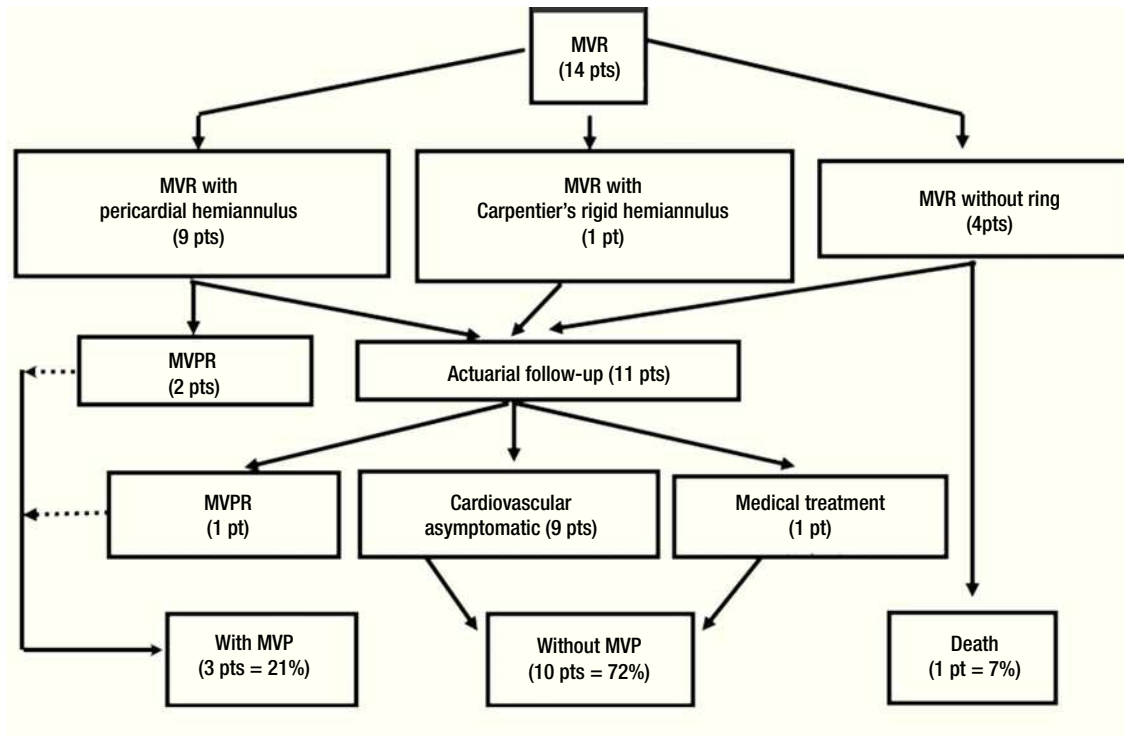 MVR
(14 pts)
MVR with
pericardial hemiannulus
(9 pts)
MVR with
Carpentier's rigid hemiannulus
(1 pt)
MVR without ring
(4pts)
MVPR
(2 pts)
Actuarial follow-up (11 pts)
MVPR
(1 pt)
Cardiovascular
asymptomatic (9 pts)
Medical treatment
(1 pt)
With MVP
(3 pts = 21%)
Without MVP
(10 pts = 72%)
Death
(1 pt = 7%)